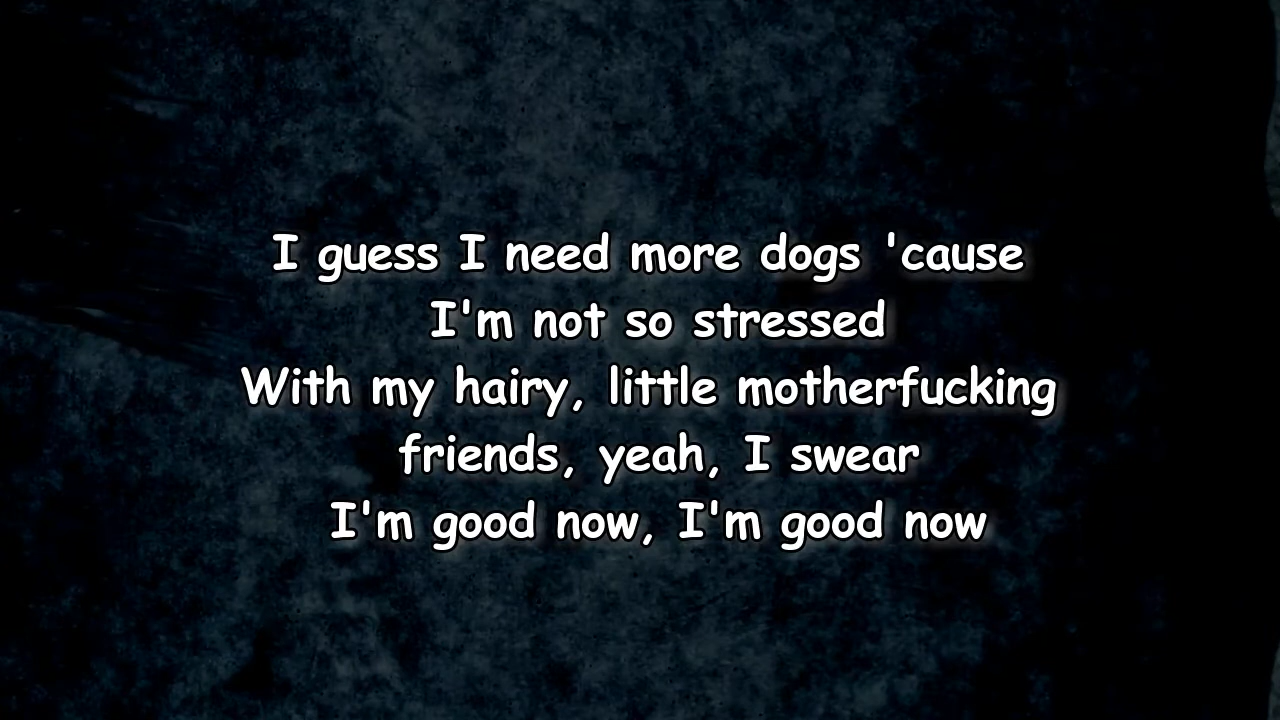 I guess I need more dogs 'cause
I'm not so stressed
With my hairy, little motherfucking
friends, yeah, I swear
I'm good now, I'm good now